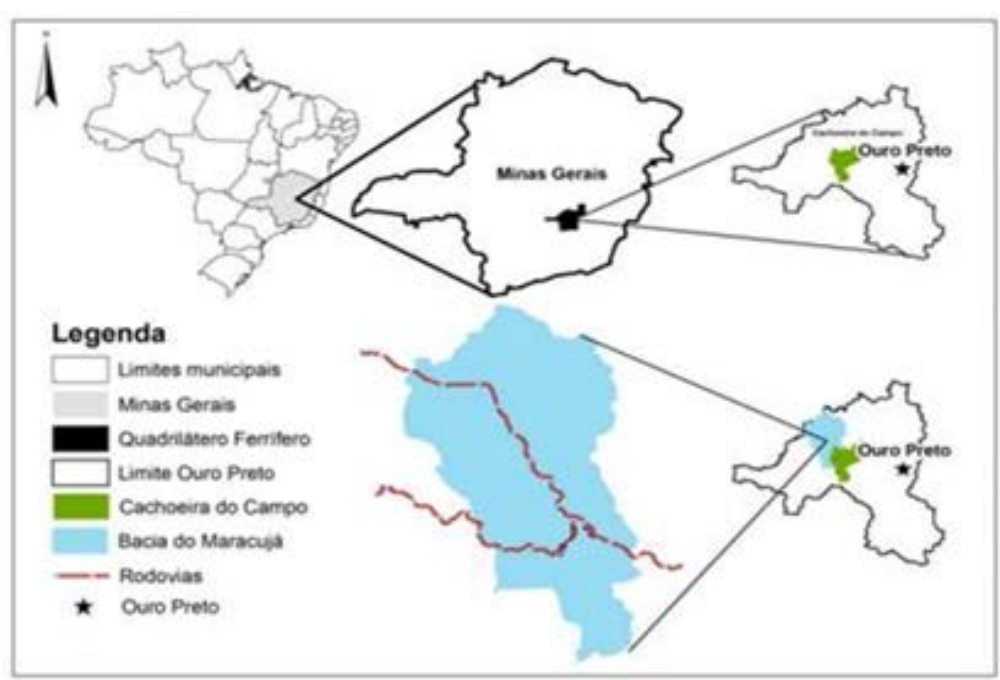 Minas Gerais
Cachoeira do Campo
Ouro Preto
Legenda
Limites municipais
Minas Gerais
Quadrilátero Ferrífero
Limite Ouro Preto
Cachoeira do Campo
Bacia do Maracujá
Rodovias
Ouro Preto
Ouro Preto